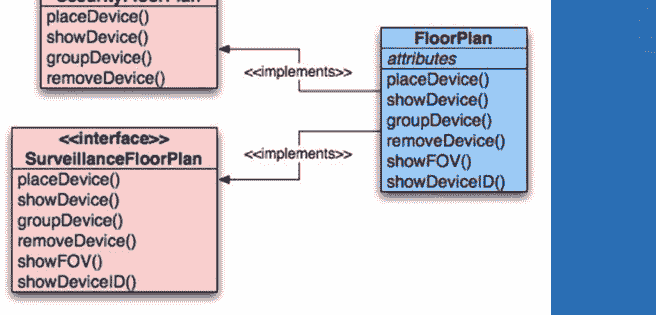 SecurityFloorPlan
placeDevice()
showDevice()
groupDevice()
removeDevice()
<<implements>>
<<interface>>
SurveillanceFloorPlan
placeDevice()
showDevice()
groupDevice()
removeDevice()
showFOV()
showDeviceID()
<<implements>>
FloorPlan
attributes
placeDevice()
showDevice()
groupDevice()
removeDevice()
showFOV()
showDeviceID()